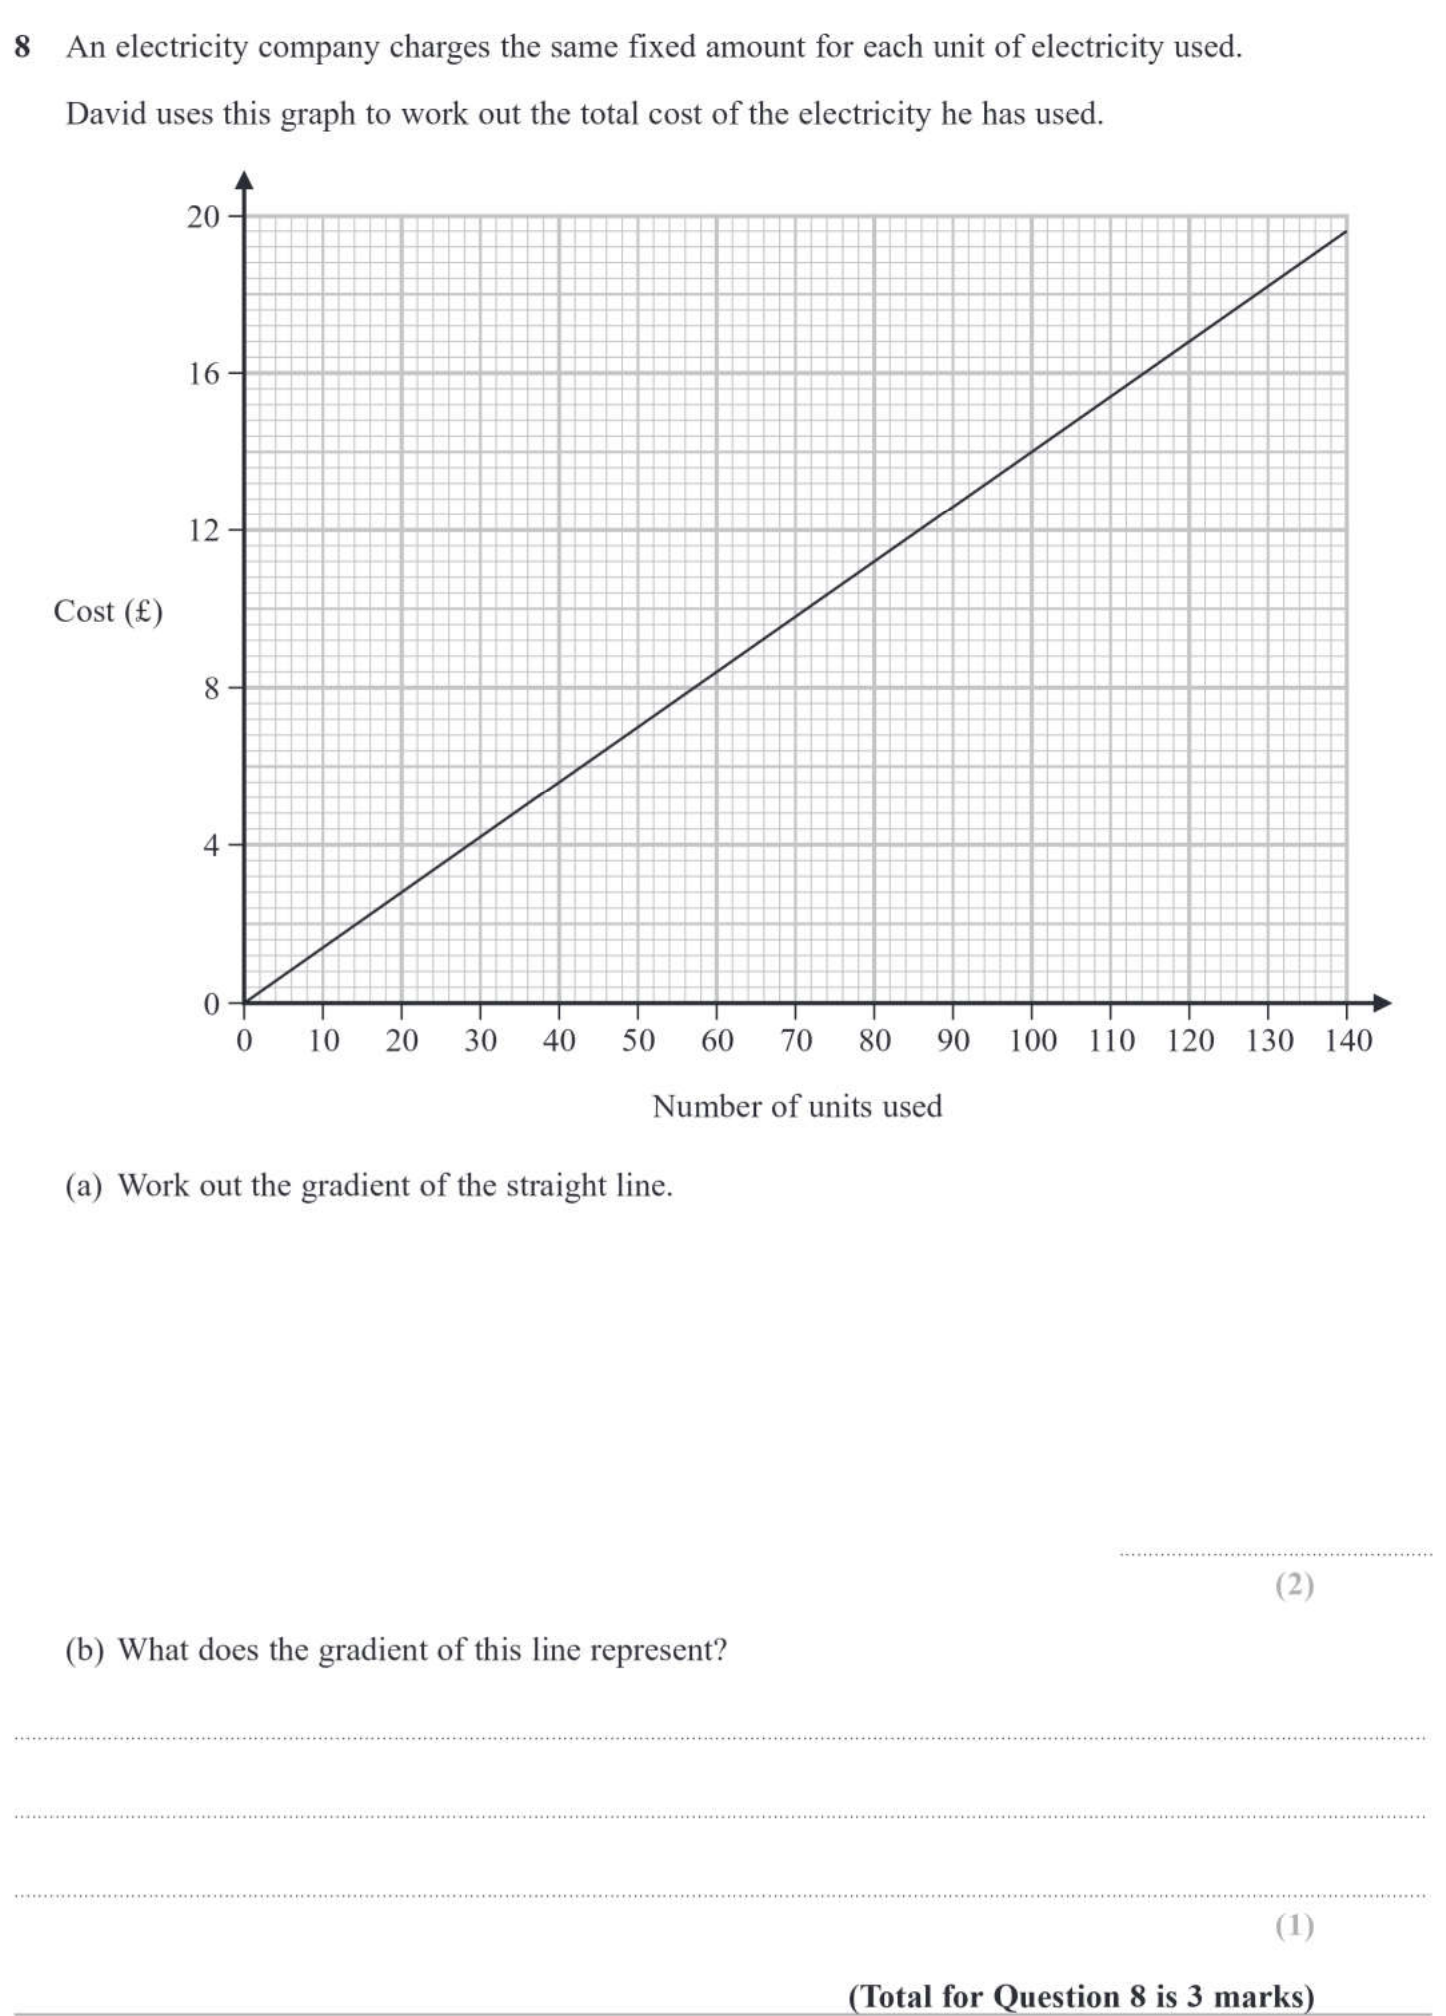 8 An electricity company charges the same fixed amount for each unit of electricity used.
David uses this graph to work out the total cost of the electricity he has used.
20
16
12
Cost (£)
8
4
0
0 10 20 30 40 50 60 70 80 90 100 110 120 130 140
Number of units used
(a) Work out the gradient of the straight line.
(2)
(b) What does the gradient of this line represent?
(1)
(Total for Question 8 is 3 marks)